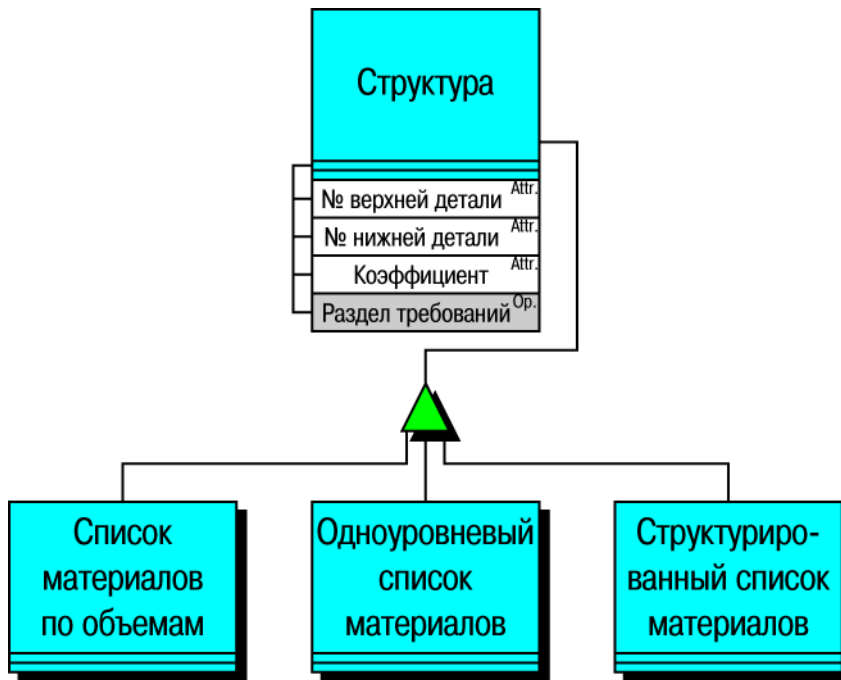 Структура
№ верхней детали Attr.
№ нижней детали Attr.
Коэффициент Attr.
Раздел требований Op.
Список
материалов
по объемам
Одноуровневый
список
материалов
Структуриро-
ванный список
материалов